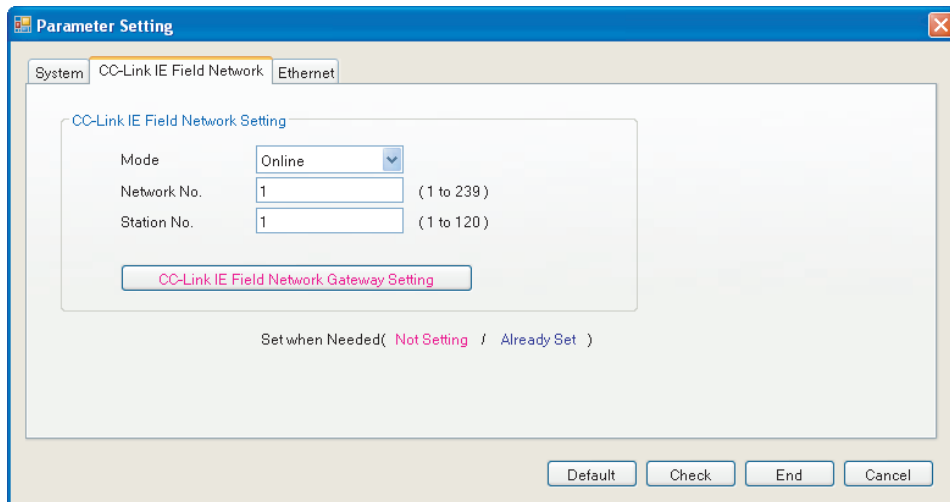 Parameter Setting
System CC-Link IE Field Network Ethernet
CC-Link IE Field Network Setting
Mode Online
Network No. 1 ( 1 to 239 )
Station No. 1 ( 1 to 120 )
CC-Link IE Field Network Gateway Setting
Set when Needed( Not Setting / Already Set )
Default Check End Cancel